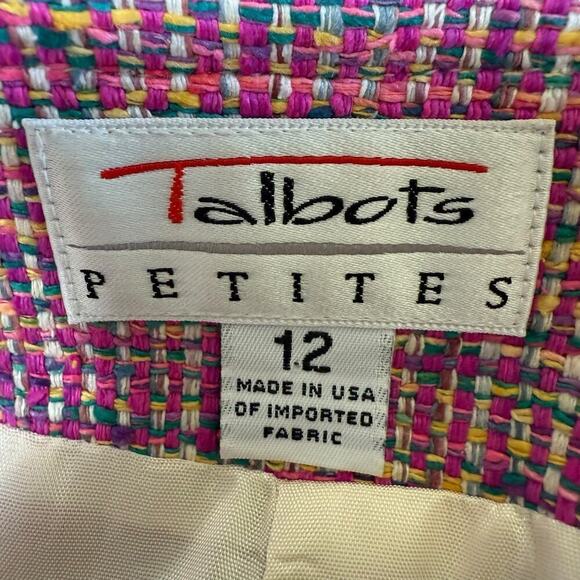 Talbots
PETITES
12
MADE IN USA
OF IMPORTED
FABRIC